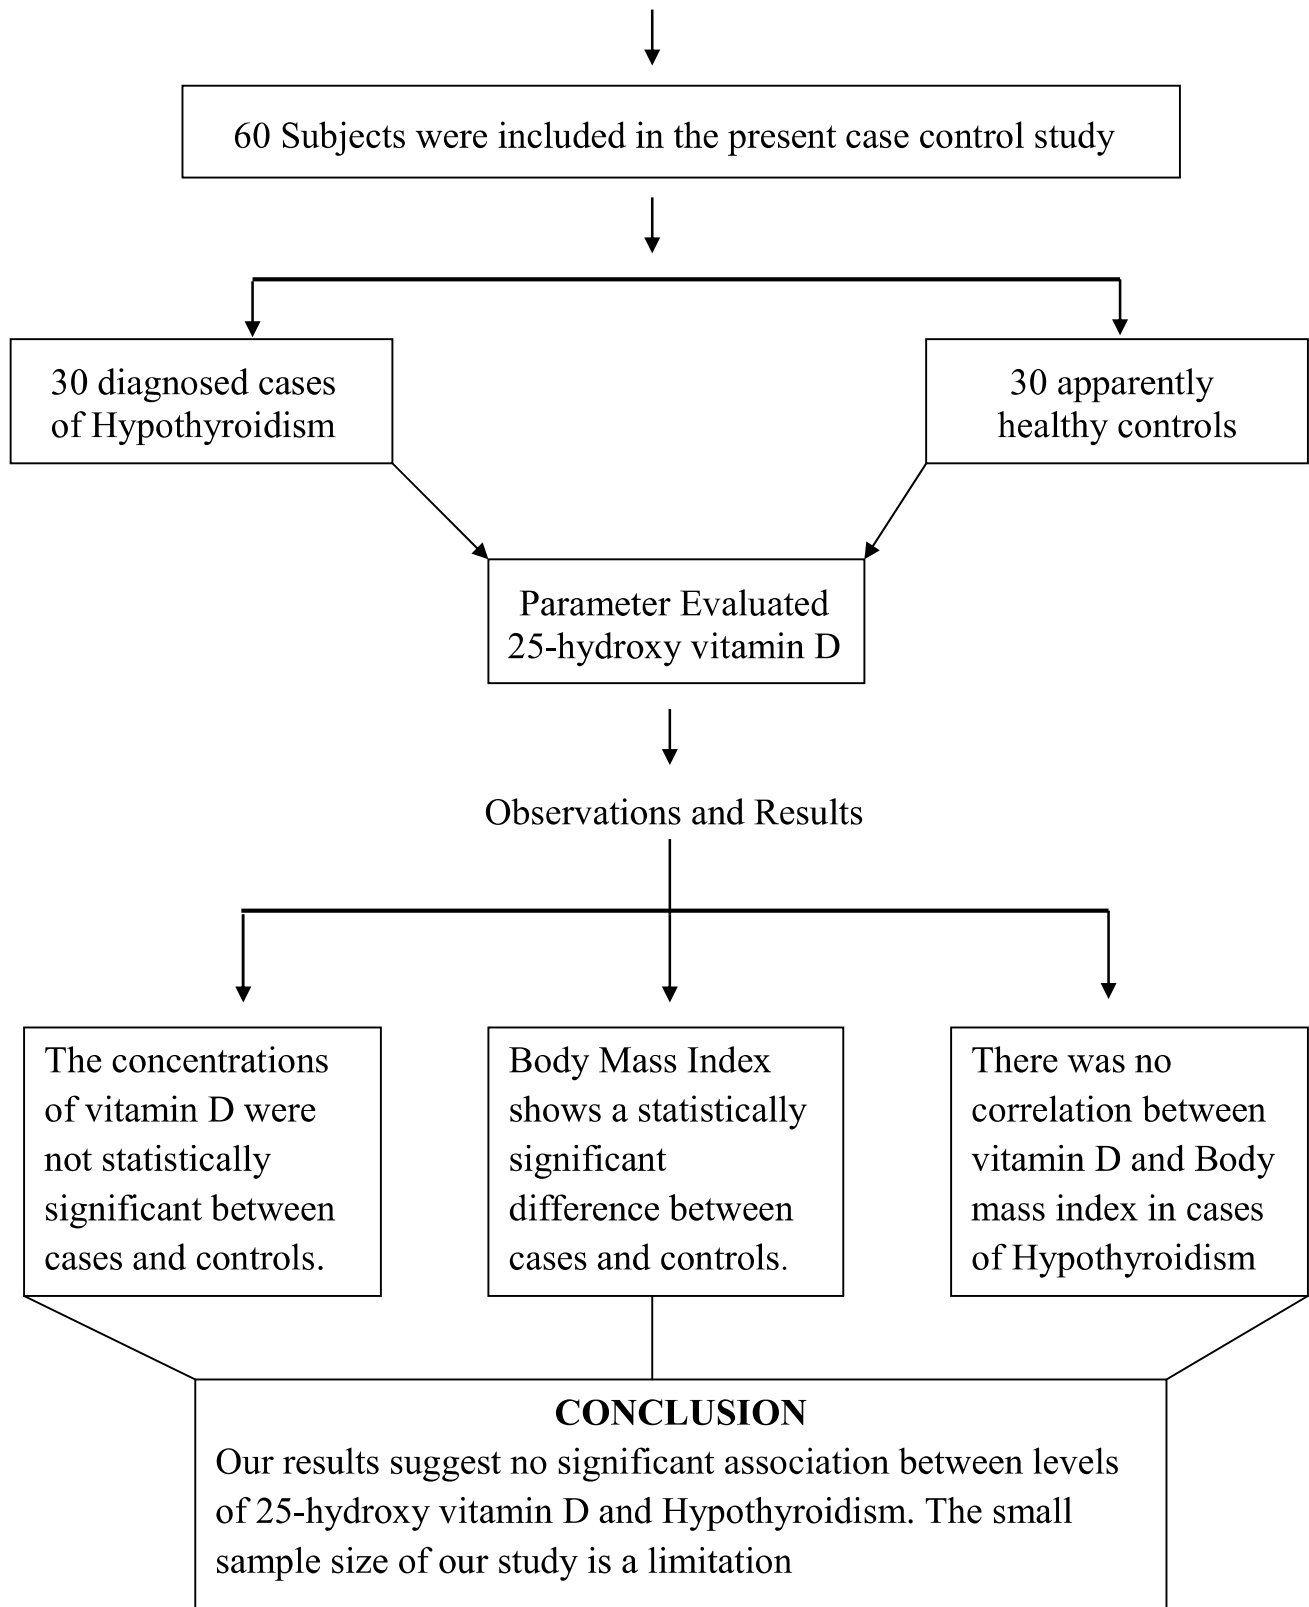 60 Subjects were included in the present case control study
30 diagnosed cases
of Hypothyroidism
30 apparently
healthy controls
Parameter Evaluated
25-hydroxy vitamin D
Observations and Results
The concentrations
of vitamin D were
not statistically
significant between
cases and controls.
Body Mass Index
shows a statistically
significant
difference between
cases and controls.
There was no
correlation between
vitamin D and Body
mass index in cases
of Hypothyroidism
CONCLUSION
Our results suggest no significant association between levels
of 25-hydroxy vitamin D and Hypothyroidism. The small
sample size of our study is a limitation